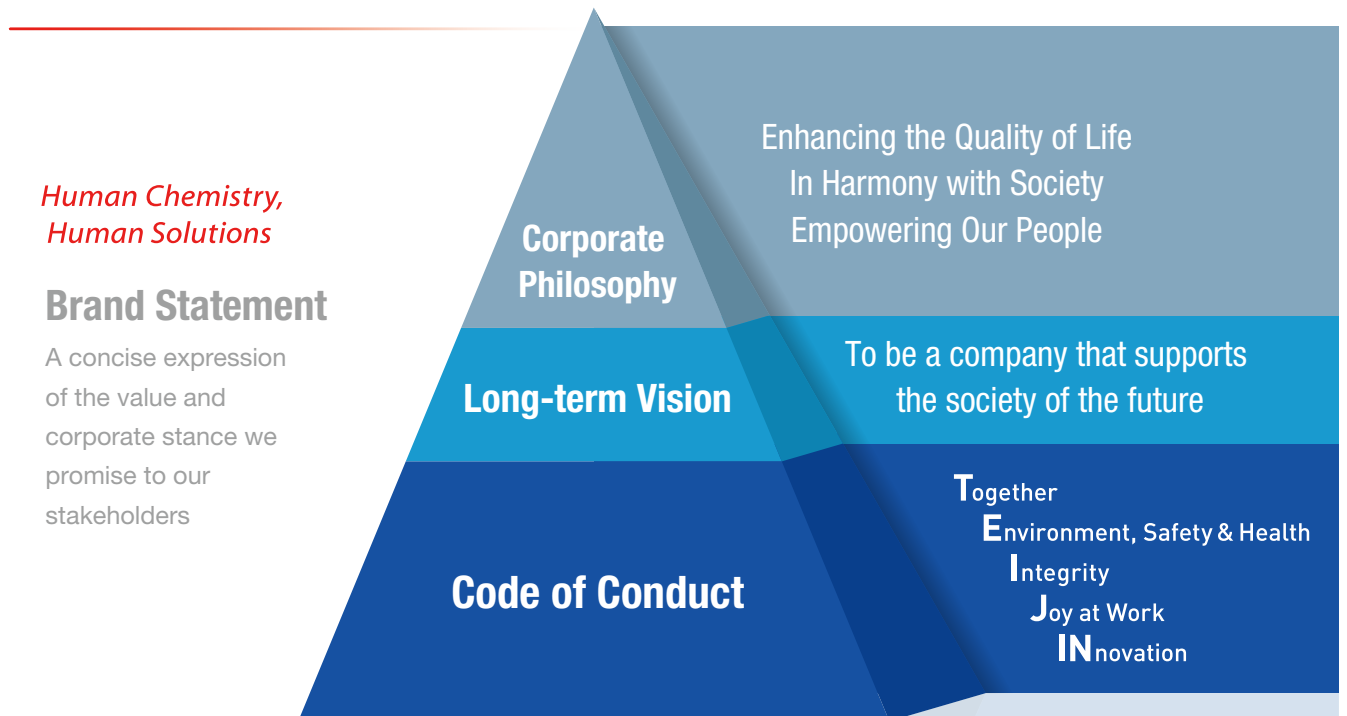 Human Chemistry,
Human Solutions
Brand Statement
A concise expression
of the value and
corporate stance we
promise to our
stakeholders
Corporate
Philosophy
Enhancing the Quality of Life
In Harmony with Society
Empowering Our People
Long-term Vision
To be a company that supports
the society of the future
Code of Conduct
Together
Environment, Safety & Health
Integrity
Joy at Work
INnovation